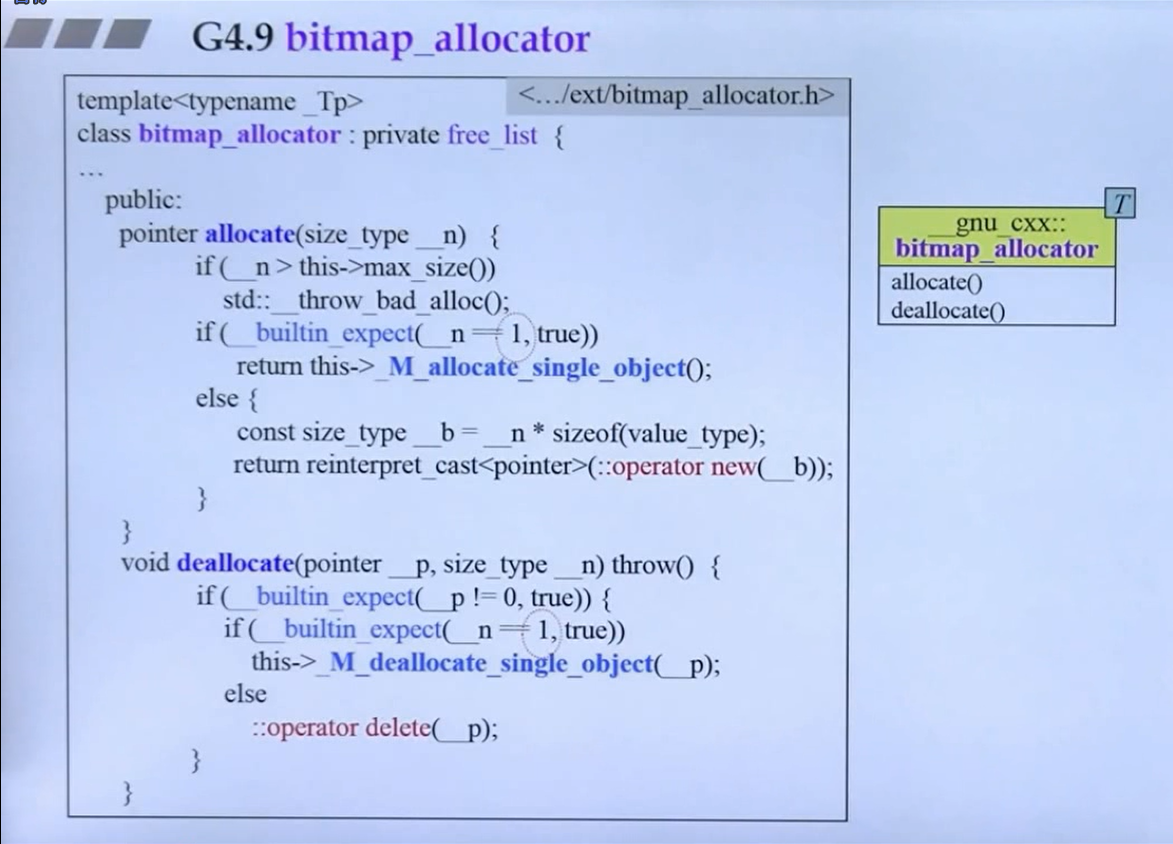 G4.9 bitmap_allocator
<…/ext/bitmap_allocator.h>
template<typename _Tp>
class bitmap_allocator : private free_list {
…
public:
pointer allocate(size_type __n) {
if (__n > this->max_size())
std::__throw_bad_alloc();
if (__builtin_expect(__n == 1, true))
return this->_M_allocate_single_object();
else {
const size_type __b = __n * sizeof(value_type);
return reinterpret_cast<pointer>(::operator new(__b));
}
}
void deallocate(pointer __p, size_type __n) throw() {
if (__builtin_expect(__p != 0, true)) {
if (__builtin_expect(__n == 1, true))
this->_M_deallocate_single_object(__p);
else
::operator delete(__p);
}
}
T
__gnu_cxx::
bitmap_allocator
allocate()
deallocate()